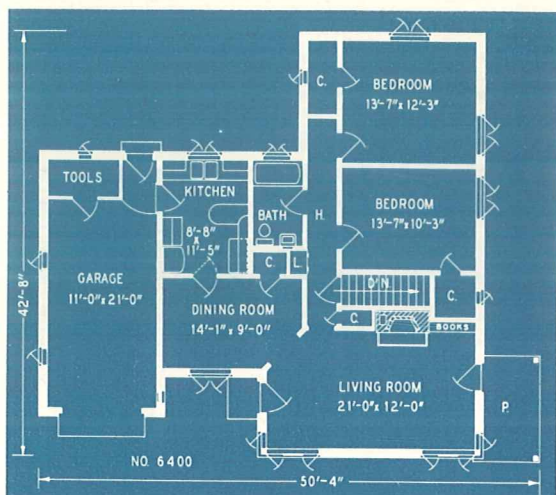 C.
BEDROOM
13'-7" x 12'-3"
TOOLS
KITCHEN
8'-8"
x
11'-5"
BATH
H.
BEDROOM
13'-7" x 10'-3"
C.
L.
GARAGE
11'-0" x 21'-0"
DINING ROOM
14'-1" x 9'-0"
D'N.
C.
C.
BOOKS
LIVING ROOM
21'-0" x 12'-0"
P.
42'-8"
NO. 6400
50'-4"